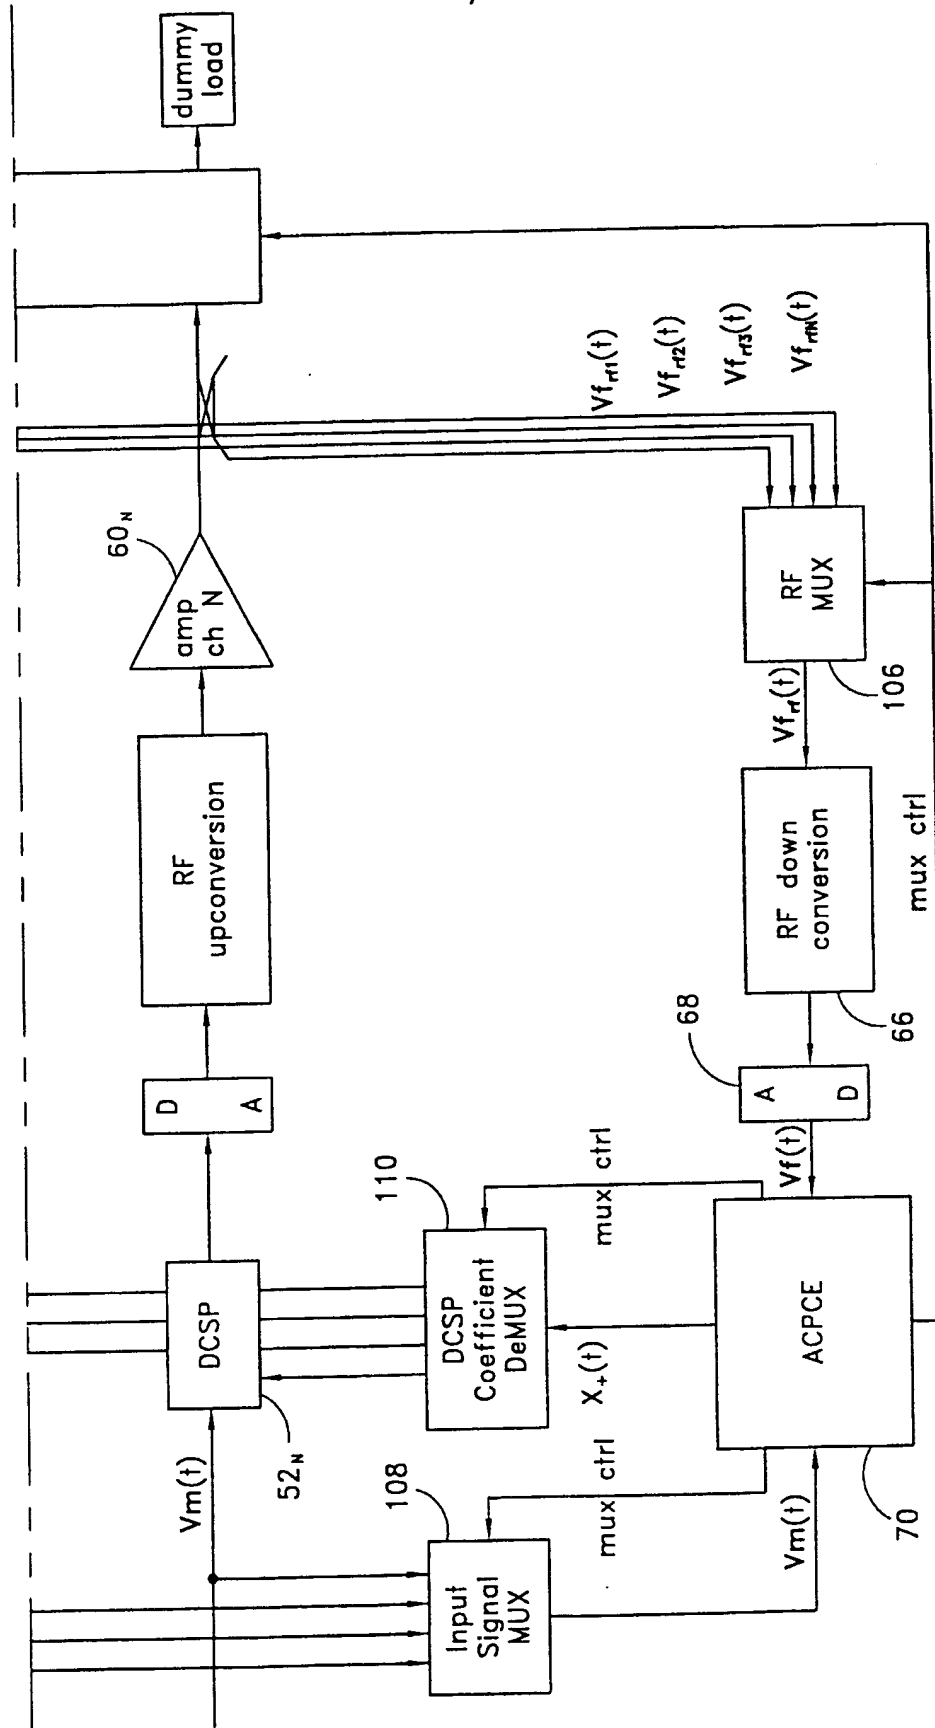 dummy
load
60N
amp
ch N
RF
upconversion
D
A
DCSP
52N
Vm(t)
Vfrf1(t)
Vfrf2(t)
Vfrf3(t)
VfrfN(t)
RF
MUX
106
Vfrf(t)
RF down
conversion
66
mux ctrl
68
A
D
Vf(t)
110
DCSP
Coefficient
DeMUX
mux ctrl
X+(t)
ACPCE
70
108
Input
Signal
MUX
mux ctrl
Vm(t)